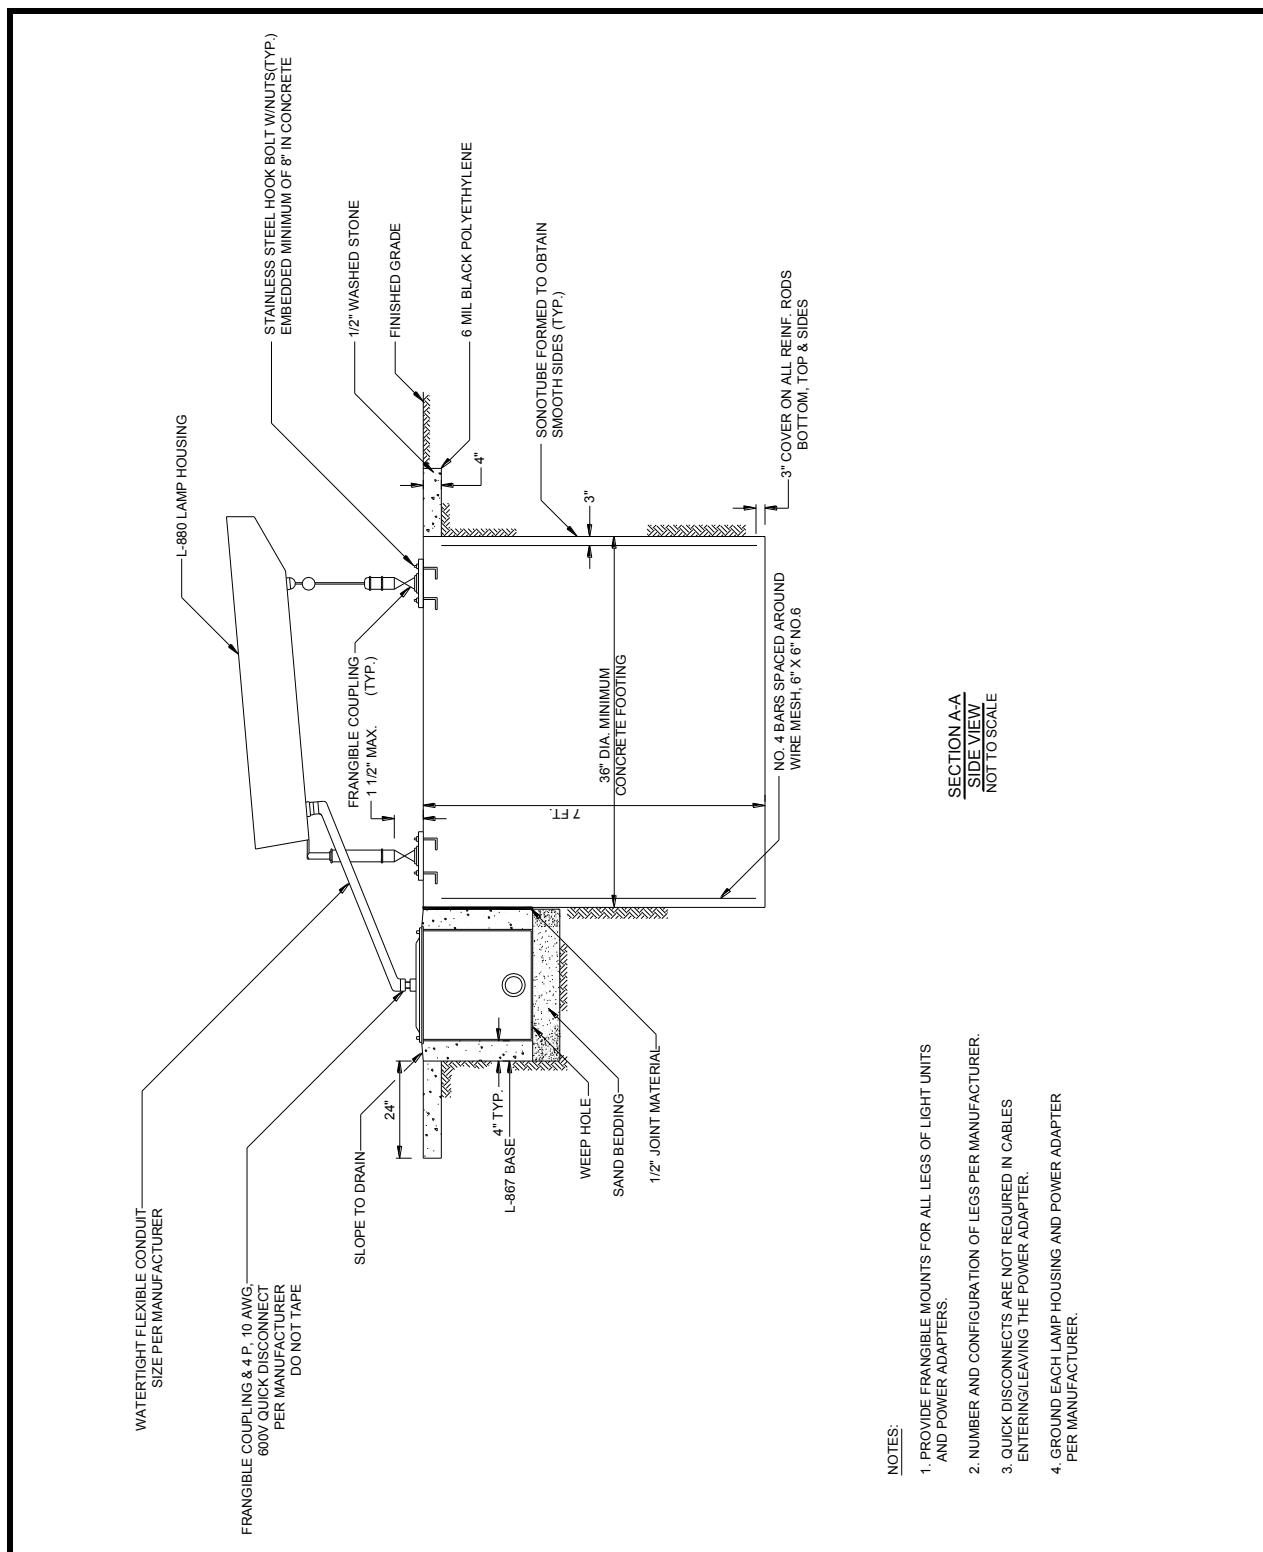 L-880 LAMP HOUSING
STAINLESS STEEL HOOK BOLT W/NUTS(TYP.)
EMBEDDED MINIMUM OF 8" IN CONCRETE
1/2" WASHED STONE
FINISHED GRADE
6 MIL BLACK POLYETHYLENE
4"
SONOTUBE FORMED TO OBTAIN
SMOOTH SIDES (TYP.)
3"
3" COVER ON ALL REINF. RODS
BOTTOM, TOP & SIDES
FRANGIBLE COUPLING
(TYP.)
1 1/2" MAX.
36" DIA. MINIMUM
CONCRETE FOOTING
7 FT.
NO. 4 BARS SPACED AROUND
WIRE MESH, 6" X 6" NO.6
WATERTIGHT FLEXIBLE CONDUIT
SIZE PER MANUFACTURER
FRANGIBLE COUPLING & 4 P, 10 AWG,
600V QUICK DISCONNECT
PER MANUFACTURER
DO NOT TAPE
SLOPE TO DRAIN
24"
4" TYP.
L-867 BASE
WEEP HOLE
SAND BEDDING
1/2" JOINT MATERIAL
SECTION A-A
SIDE VIEW
NOT TO SCALE
NOTES:
1. PROVIDE FRANGIBLE MOUNTS FOR ALL LEGS OF LIGHT UNITS
AND POWER ADAPTERS.
2. NUMBER AND CONFIGURATION OF LEGS PER MANUFACTURER.
3. QUICK DISCONNECTS ARE NOT REQUIRED IN CABLES
ENTERING/LEAVING THE POWER ADAPTER.
4. GROUND EACH LAMP HOUSING AND POWER ADAPTER
PER MANUFACTURER.